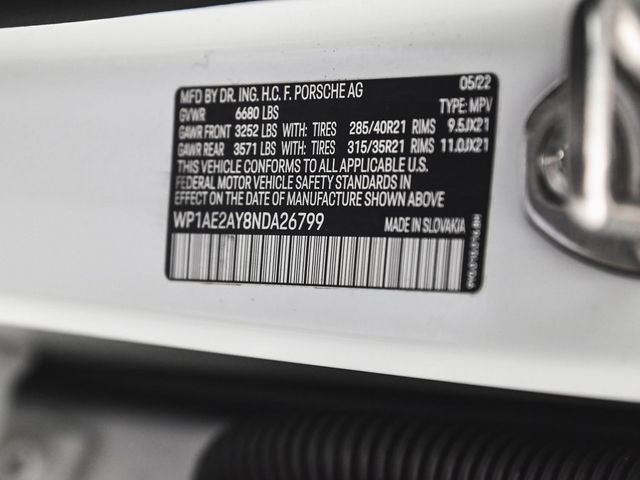 MFD BY DR. ING. H.C. F. PORSCHE AG 05/22
GVWR 6680 LBS TYPE: MPV
GAWR FRONT 3252 LBS WITH: TIRES 285/40R21 RIMS 9.5JX21
GAWR REAR 3571 LBS WITH: TIRES 315/35R21 RIMS 11.0JX21
THIS VEHICLE CONFORMS TO ALL APPLICABLE U.S.
FEDERAL MOTOR VEHICLE SAFETY STANDARDS IN
EFFECT ON THE DATE OF MANUFACTURE SHOWN ABOVE
WP1AE2AY8NDA26799 MADE IN SLOVAKIA